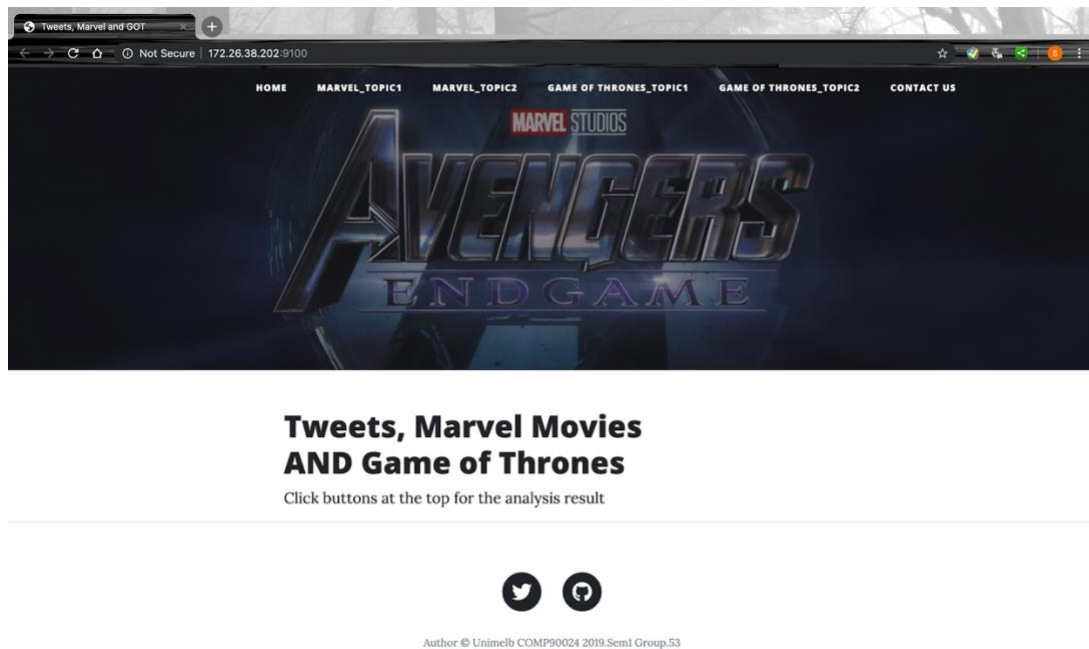 Tweets, Marvel and GOT
Not Secure 172.26.38.202:9100
S
HOME MARVEL_TOPIC1 MARVEL_TOPIC2 GAME OF THRONES_TOPIC1 GAME OF THRONES_TOPIC2 CONTACT US
MARVEL STUDIOS
AVENGERS
ENDGAME
Tweets, Marvel Movies
AND Game of Thrones
Click buttons at the top for the analysis result
Author © Unimelb COMP90024 2019.Sem1 Group.53